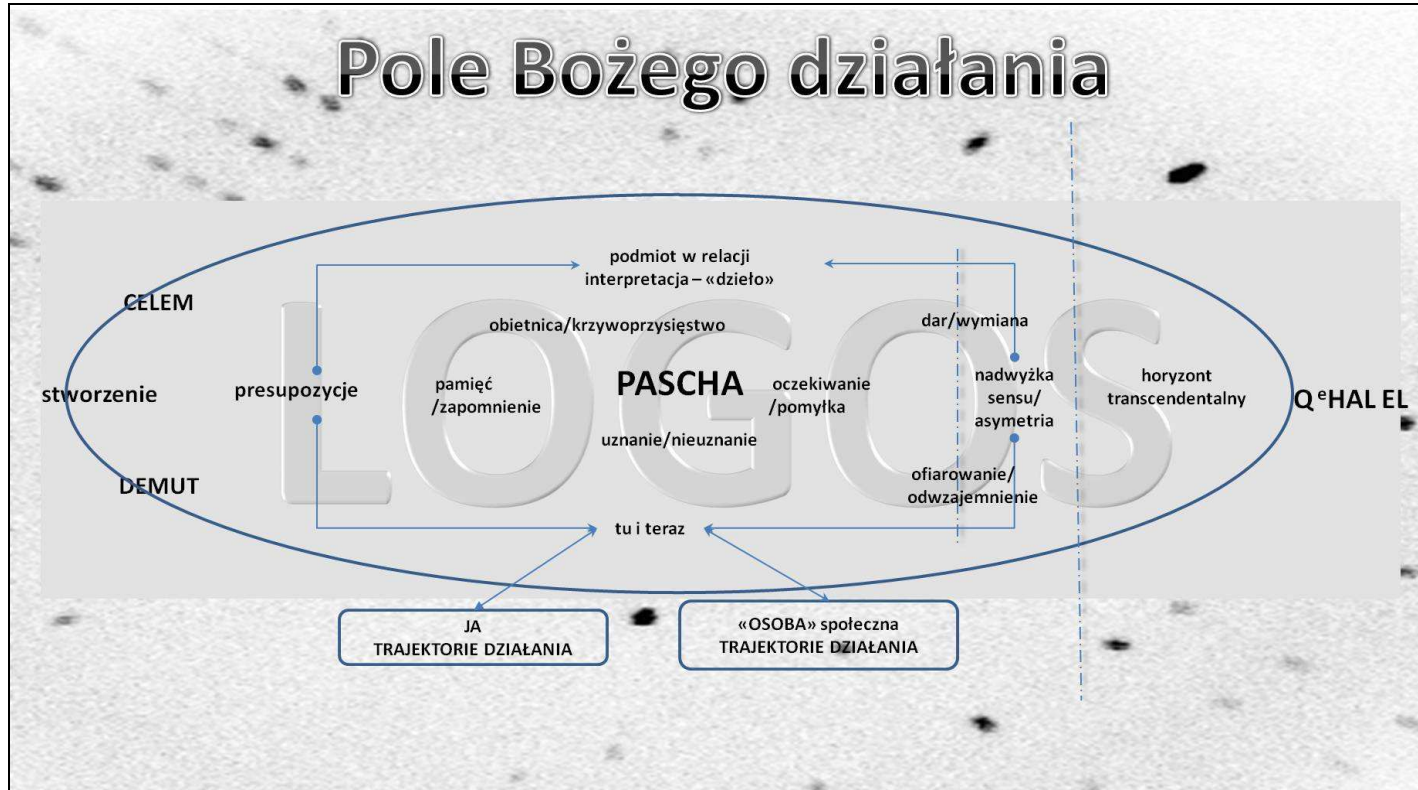 Pole Bożego działania
podmiot w relacji
interpretacja – «dzieło»
CELEM
LOGOS
obietnica/krzywoprzysięstwo
dar/wymiana
stworzenie
presupozycje
pamięć
/zapomnienie
PASCHA
oczekiwanie
/pomyłka
nadwyżka
sensu/
asymetria
horyzont
transcendentalny
QeHAL EL
uznanie/nieuznanie
DEMUT
ofiarowanie/
odwzajemnienie
tu i teraz
JA
TRAJEKTORIE DZIAŁANIA
«OSOBA» społeczna
TRAJEKTORIE DZIAŁANIA